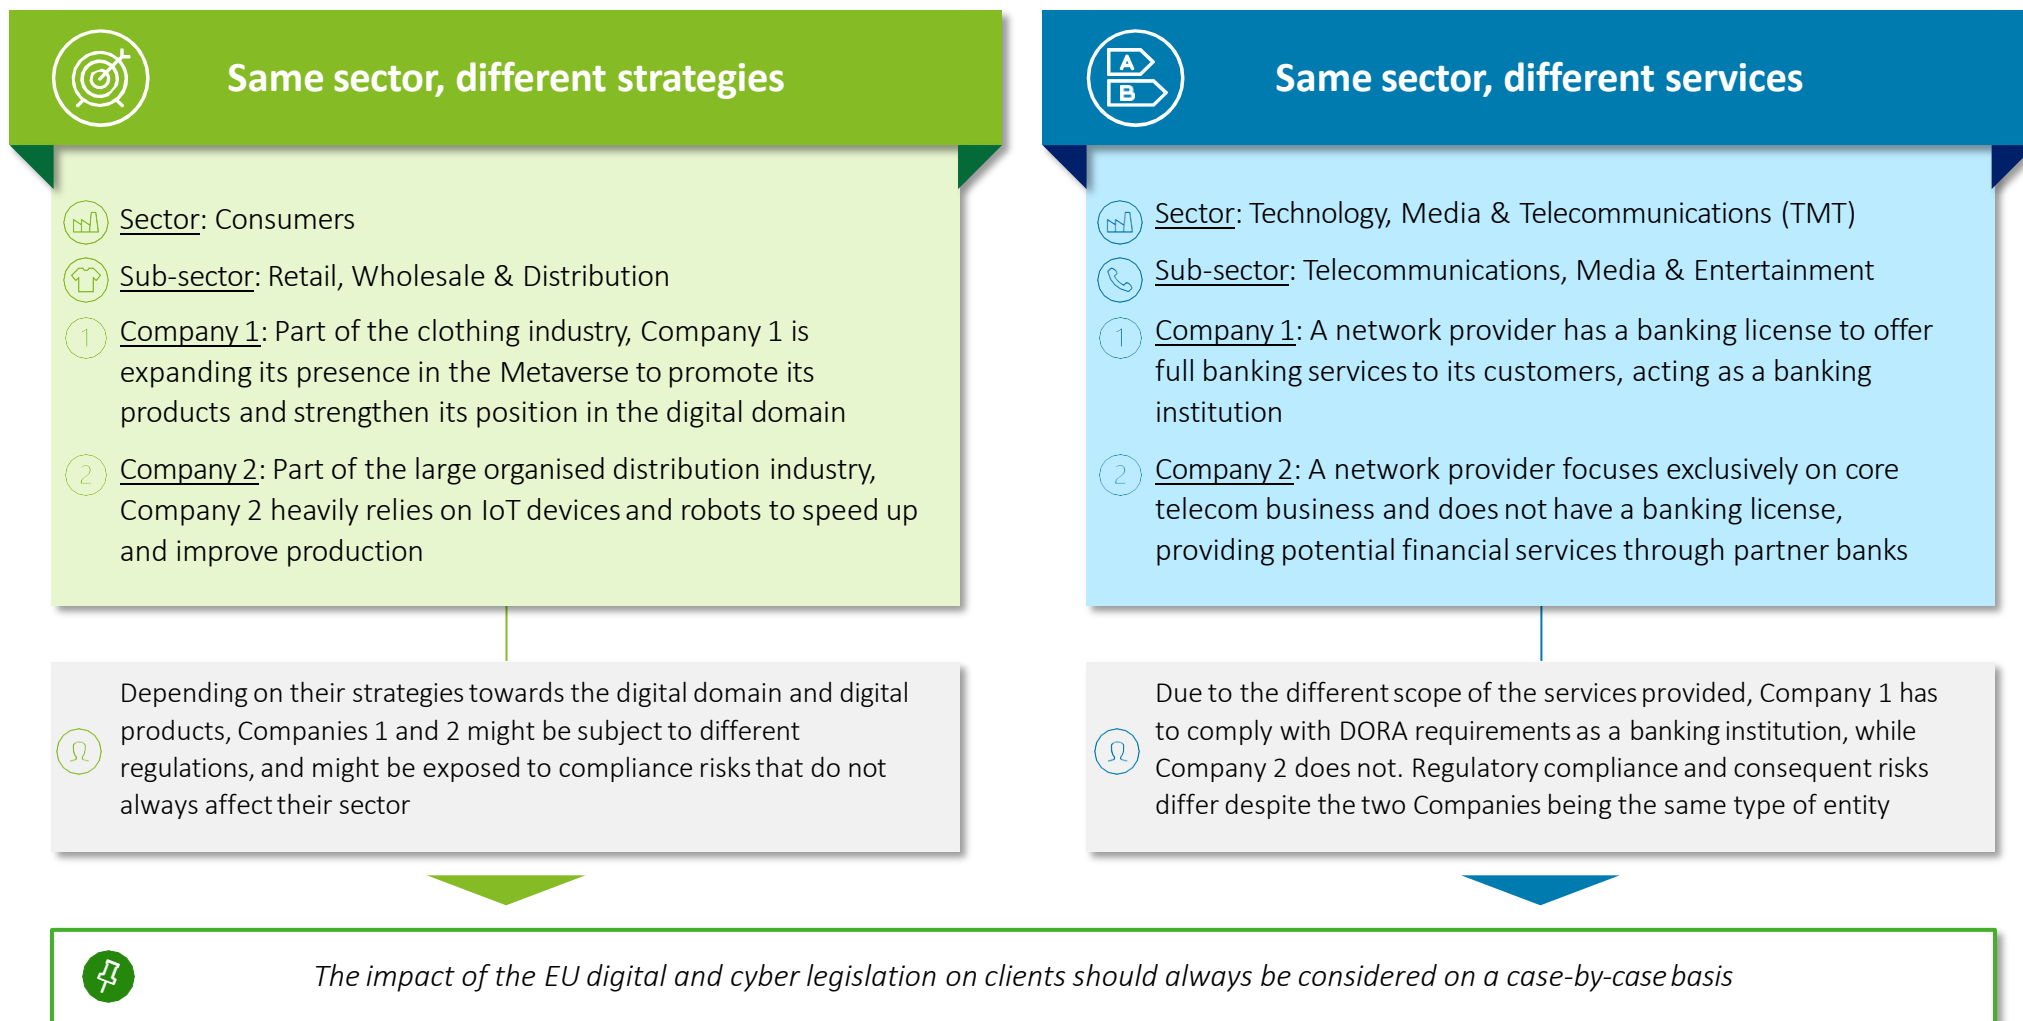 Same sector, different strategies
Sector: Consumers
Sub-sector: Retail, Wholesale & Distribution
1
Company 1: Part of the clothing industry, Company 1 is
expanding its presence in the Metaverse to promote its
products and strengthen its position in the digital domain
2
Company 2: Part of the large organised distribution industry,
Company 2 heavily relies on IoT devices and robots to speed up
and improve production
Depending on their strategies towards the digital domain and digital
products, Companies 1 and 2 might be subject to different
regulations, and might be exposed to compliance risks that do not
always affect their sector
A
B
Same sector, different services
Sector: Technology, Media & Telecommunications (TMT)
Sub-sector: Telecommunications, Media & Entertainment
1
Company 1: A network provider has a banking license to offer
full banking services to its customers, acting as a banking
institution
2
Company 2: A network provider focuses exclusively on core
telecom business and does not have a banking license,
providing potential financial services through partner banks
Due to the different scope of the services provided, Company 1 has
to comply with DORA requirements as a banking institution, while
Company 2 does not. Regulatory compliance and consequent risks
differ despite the two Companies being the same type of entity
The impact of the EU digital and cyber legislation on clients should always be considered on a case-by-case basis